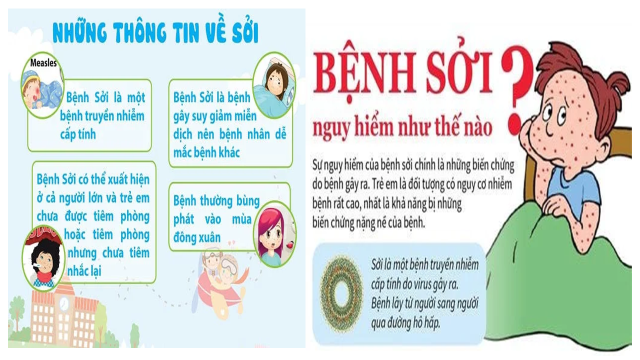 NHỮNG THÔNG TIN VỀ SỞI
Measles
Bệnh Sởi là một
bệnh truyền nhiễm
cấp tính
Bệnh Sởi là bệnh
gây suy giảm miễn
dịch nên bệnh nhân dễ
mắc bệnh khác
Bệnh Sởi có thể xuất hiện
ở cả người lớn và trẻ em
chưa được tiêm phòng
hoặc tiêm phòng
nhưng chưa tiêm
nhắc lại
Bệnh thường bùng
phát vào mùa
đông xuân
BỆNH SỞI ?
nguy hiểm như thế nào
Sự nguy hiểm của bệnh sởi chính là những biến chứng
do bệnh gây ra. Trẻ em là đối tượng có nguy cơ nhiễm
bệnh rất cao, nhất là khả năng bị những
biến chứng nặng nề của bệnh.
Sởi là một bệnh truyền nhiễm
cấp tính do virus gây ra.
Bệnh lây từ người sang người
qua đường hô hấp.